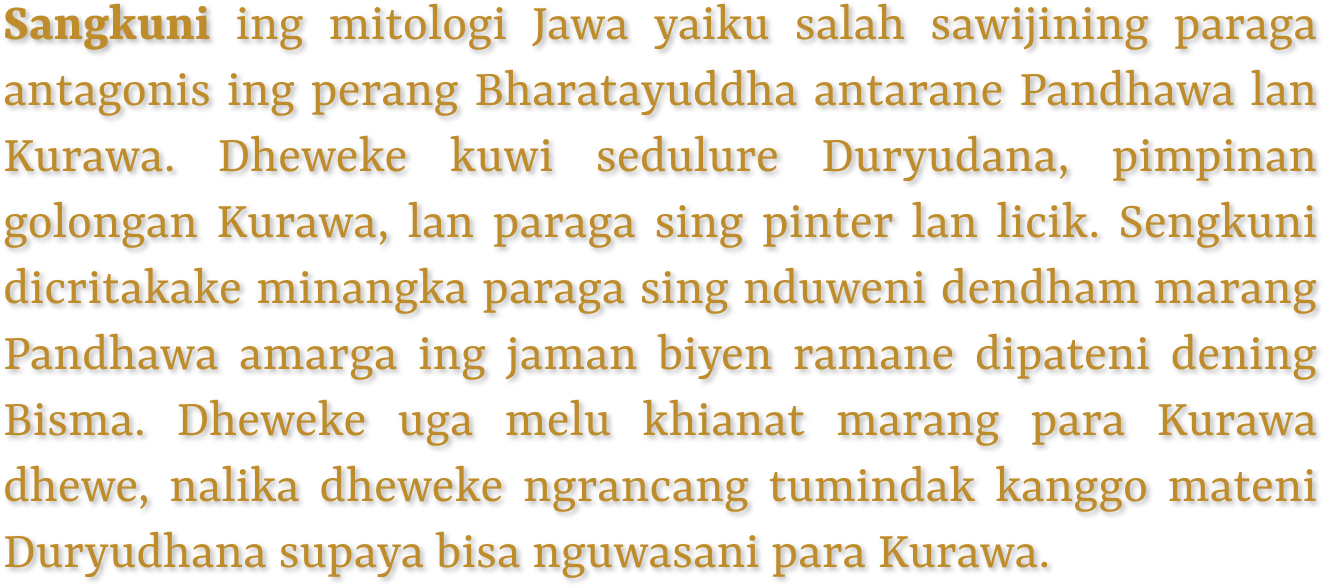 Sangkuni ing mitologi Jawa yaiku salah sawijining paraga
antagonis ing perang Bharatayuddha antarane Pandhawa lan
Kurawa. Dheweke kuwi sedulure Duryudana, pimpinan
golongan Kurawa, lan paraga sing pinter lan licik. Sengkuni
dicritakake minangka paraga sing nduweni dendham marang
Pandhawa amarga ing jaman biyen ramane dipateni dening
Bisma. Dheweke uga melu khianat marang para Kurawa
dhewe, nalika dheweke ngrancang tumindak kanggo mateni
Duryudhana supaya bisa nguwasani para Kurawa.